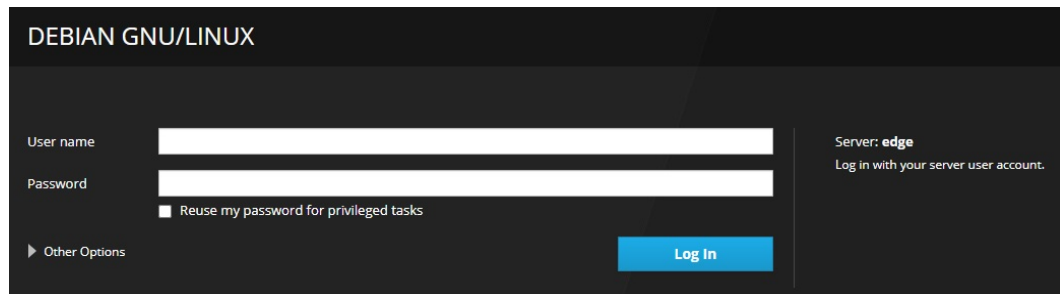 DEBIAN GNU/LINUX
User name
Password
Reuse my password for privileged tasks
Other Options
Log In
Server: edge
Log in with your server user account.